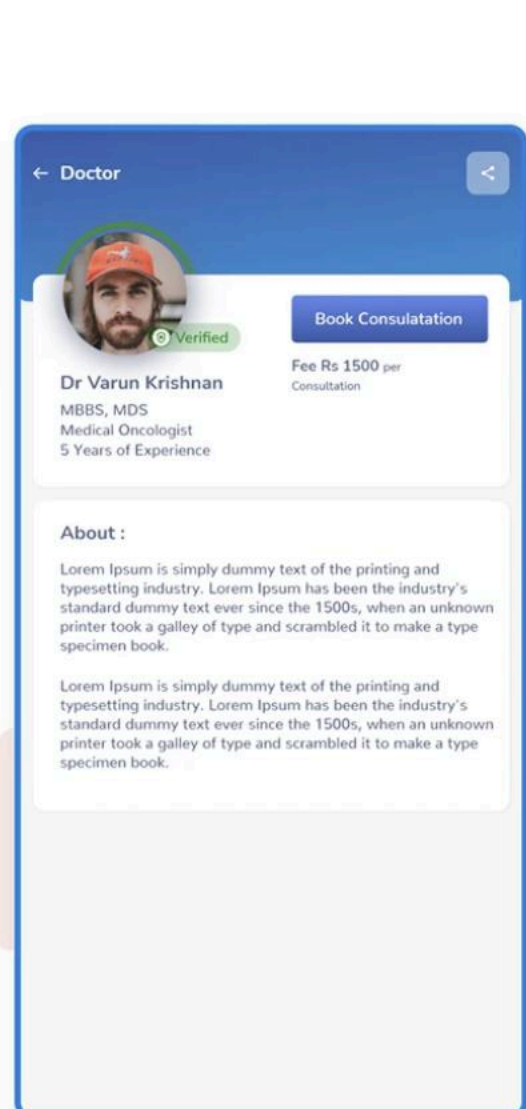 ← Doctor
Verified
Dr Varun Krishnan
MBBS, MDS
Medical Oncologist
5 Years of Experience
Book Consulatation
Fee Rs 1500 per
Consultation
About :
Lorem Ipsum is simply dummy text of the printing and
typesetting industry. Lorem Ipsum has been the industry's
standard dummy text ever since the 1500s, when an unknown
printer took a galley of type and scrambled it to make a type
specimen book.
Lorem Ipsum is simply dummy text of the printing and
typesetting industry. Lorem Ipsum has been the industry's
standard dummy text ever since the 1500s, when an unknown
printer took a galley of type and scrambled it to make a type
specimen book.